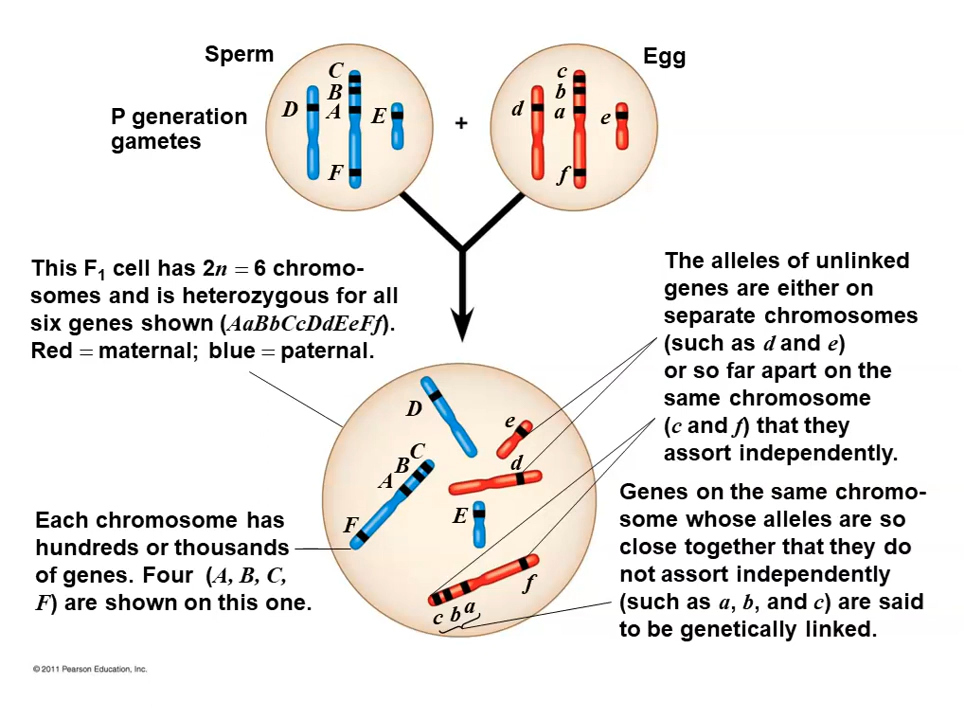 Sperm
Egg
P generation
gametes
C
B
A
D
E
F
+
c
b
a
d
e
f
This F₁ cell has 2n = 6 chromo-
somes and is heterozygous for all
six genes shown (AaBbCcDdEeFf).
Red = maternal; blue = paternal.
The alleles of unlinked
genes are either on
separate chromosomes
(such as d and e)
or so far apart on the
same chromosome
(c and f) that they
assort independently.
D
e
C
B
A
d
F
E
f
c b a
Each chromosome has
hundreds or thousands
of genes. Four (A, B, C,
F) are shown on this one.
Genes on the same chromo-
some whose alleles are so
close together that they do
not assort independently
(such as a, b, and c) are said
to be genetically linked.
© 2011 Pearson Education, Inc.